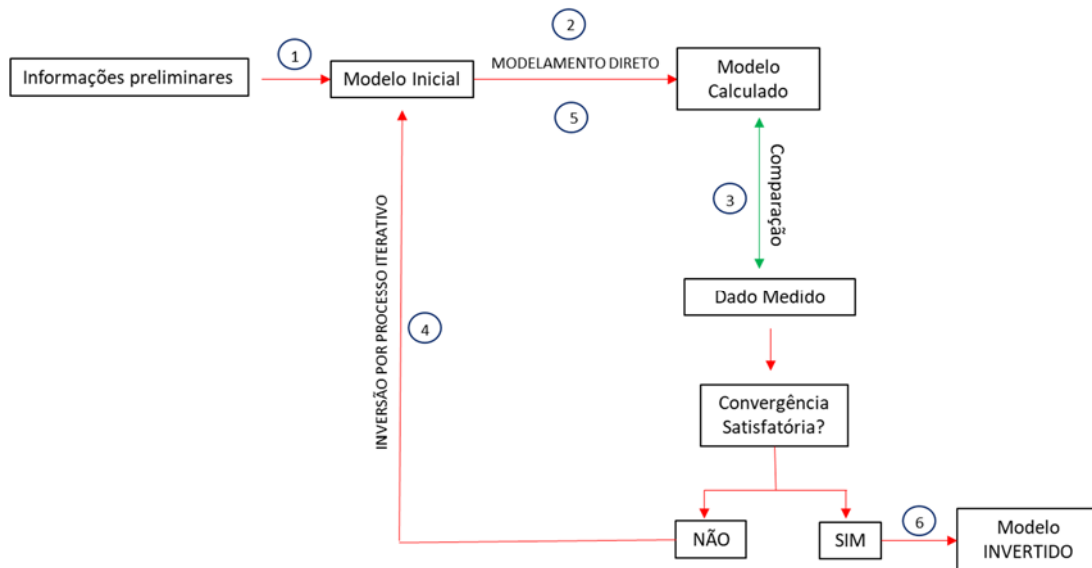 2
1
Informações preliminares
Modelo Inicial
MODELAMENTO DIRETO
Modelo
Calculado
5
3
Comparação
INVERSÃO POR PROCESSO ITERATIVO
4
Dado Medido
Convergência
Satisfatória?
NÃO
SIM
6
Modelo
INVERTIDO